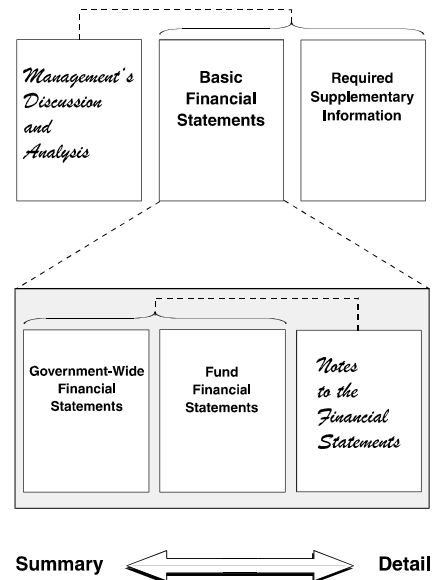 Management's
Discussion
and
Analysis
Basic
Financial
Statements
Required
Supplementary
Information
Government-Wide
Financial
Statements
Fund
Financial
Statements
Notes
to the
Financial
Statements
Summary
Detail